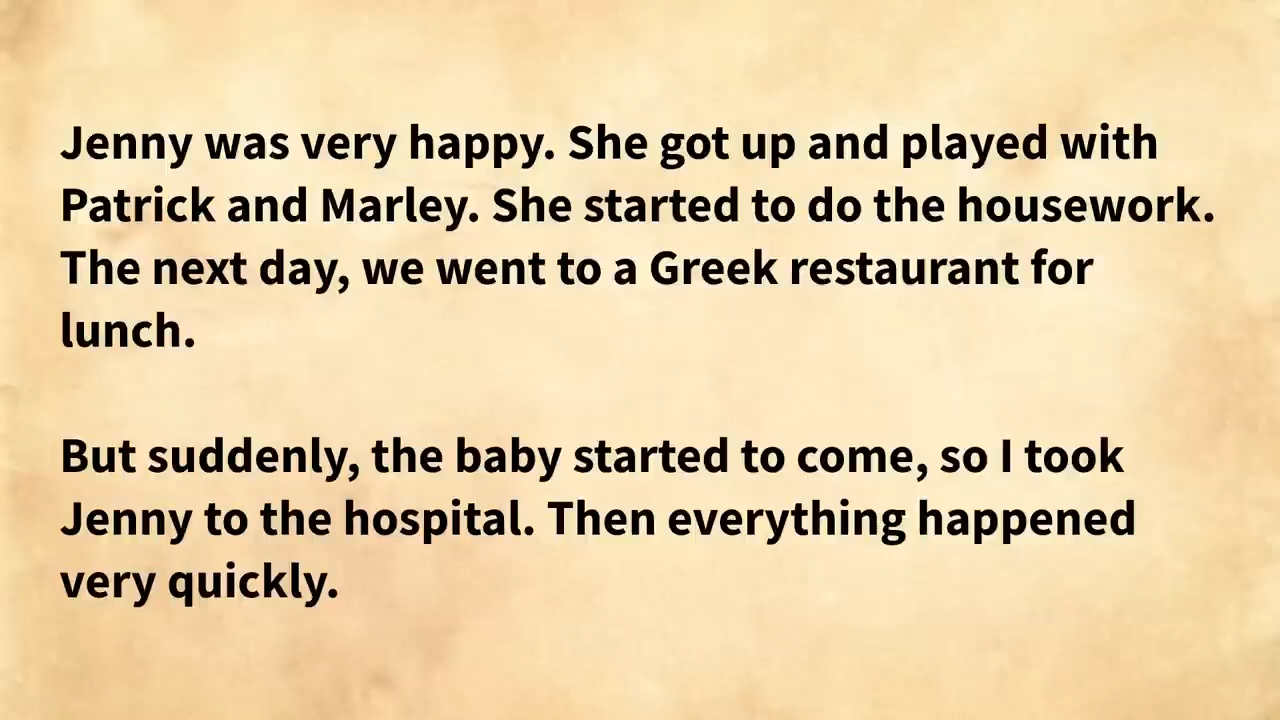 Jenny was very happy. She got up and played with
Patrick and Marley. She started to do the housework.
The next day, we went to a Greek restaurant for
lunch.
But suddenly, the baby started to come, so I took
Jenny to the hospital. Then everything happened
very quickly.